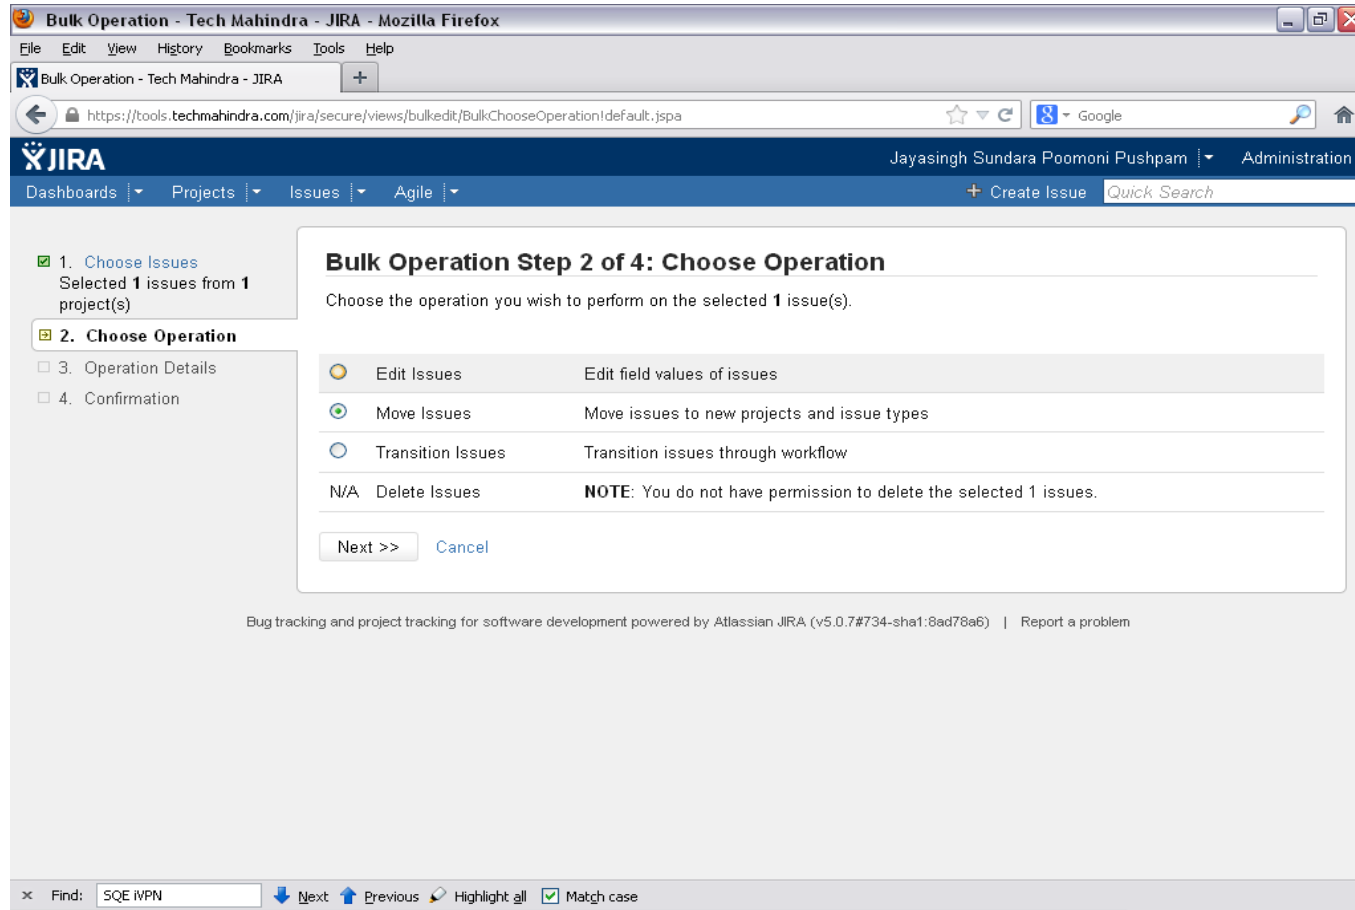 Bulk Operation - Tech Mahindra - JIRA - Mozilla Firefox
File Edit View History Bookmarks Tools Help
Bulk Operation - Tech Mahindra - JIRA +
https://tools.techmahindra.com/jira/secure/views/bulkedit/BulkChooseOperation!default.jspa Google
JIRA Jayasingh Sundara Poomoni Pushpam Administration
Dashboards Projects Issues Agile + Create Issue Quick Search
1. Choose Issues
Selected 1 issues from 1
project(s)
2. Choose Operation
3. Operation Details
4. Confirmation
Bulk Operation Step 2 of 4: Choose Operation
Choose the operation you wish to perform on the selected 1 issue(s).
Edit Issues Edit field values of issues
Move Issues Move issues to new projects and issue types
Transition Issues Transition issues through workflow
N/A Delete Issues NOTE: You do not have permission to delete the selected 1 issues.
Next >> Cancel
Bug tracking and project tracking for software development powered by Atlassian JIRA (v5.0.7#734-sha1:8ad78a6) | Report a problem
× Find: SQE iVPN Next Previous Highlight all Match case